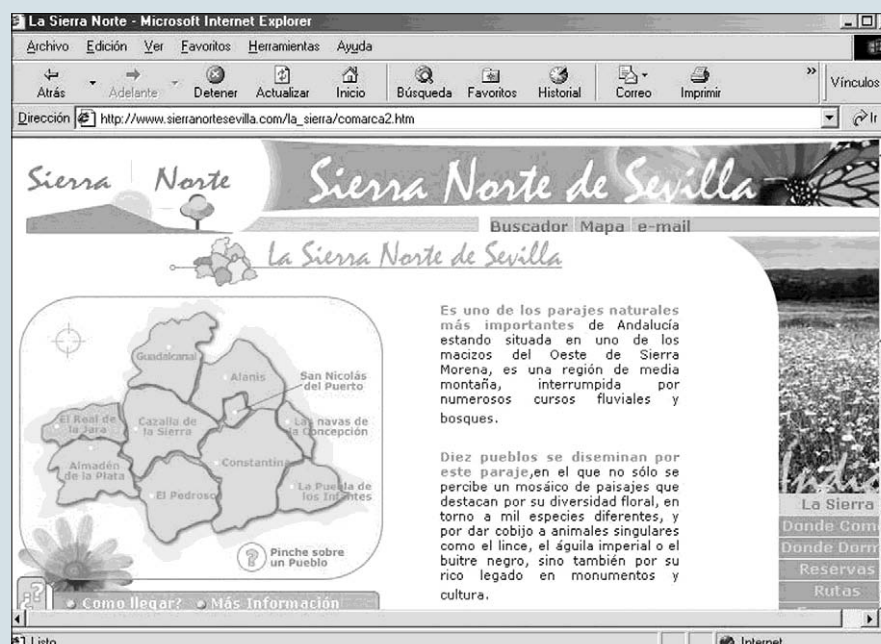 La Sierra Norte - Microsoft Internet Explorer
Archivo Edición Ver Favoritos Herramientas Ayuda
Atrás Adelante Detener Actualizar Inicio Búsqueda Favoritos Historial Correo Imprimir » Vínculos
Dirección http://www.sierranortesevilla.com/la_sierra/comarca2.htm Ir
Sierra Norte
Sierra Norte de Sevilla
Buscador Mapa e-mail
La Sierra Norte de Sevilla
Guadalcanal
Alanis
San Nicolás
del Puerto
El Real de
la Jara
Cazalla de
la Sierra
Las navas de
la Concepción
Almadén
de la Plata
Constantina
El Pedroso
La Puebla de
los Infantes
Pinche sobre
un Pueblo
¿?
Como llegar? Más Información
Es uno de los parajes naturales
más importantes de Andalucía
estando situada en uno de los
macizos del Oeste de Sierra
Morena, es una región de media
montaña, interrumpida por
numerosos cursos fluviales y
bosques.
Diez pueblos se diseminan por
este paraje,en el que no sólo se
percibe un mosáico de paisajes que
destacan por su diversidad floral, en
torno a mil especies diferentes, y
por dar cobijo a animales singulares
como el lince, el águila imperial o el
buitre negro, sino también por su
rico legado en monumentos y
cultura.
La Sierra
Donde Com
Donde Dorm
Reservas
Rutas
Listo Internet